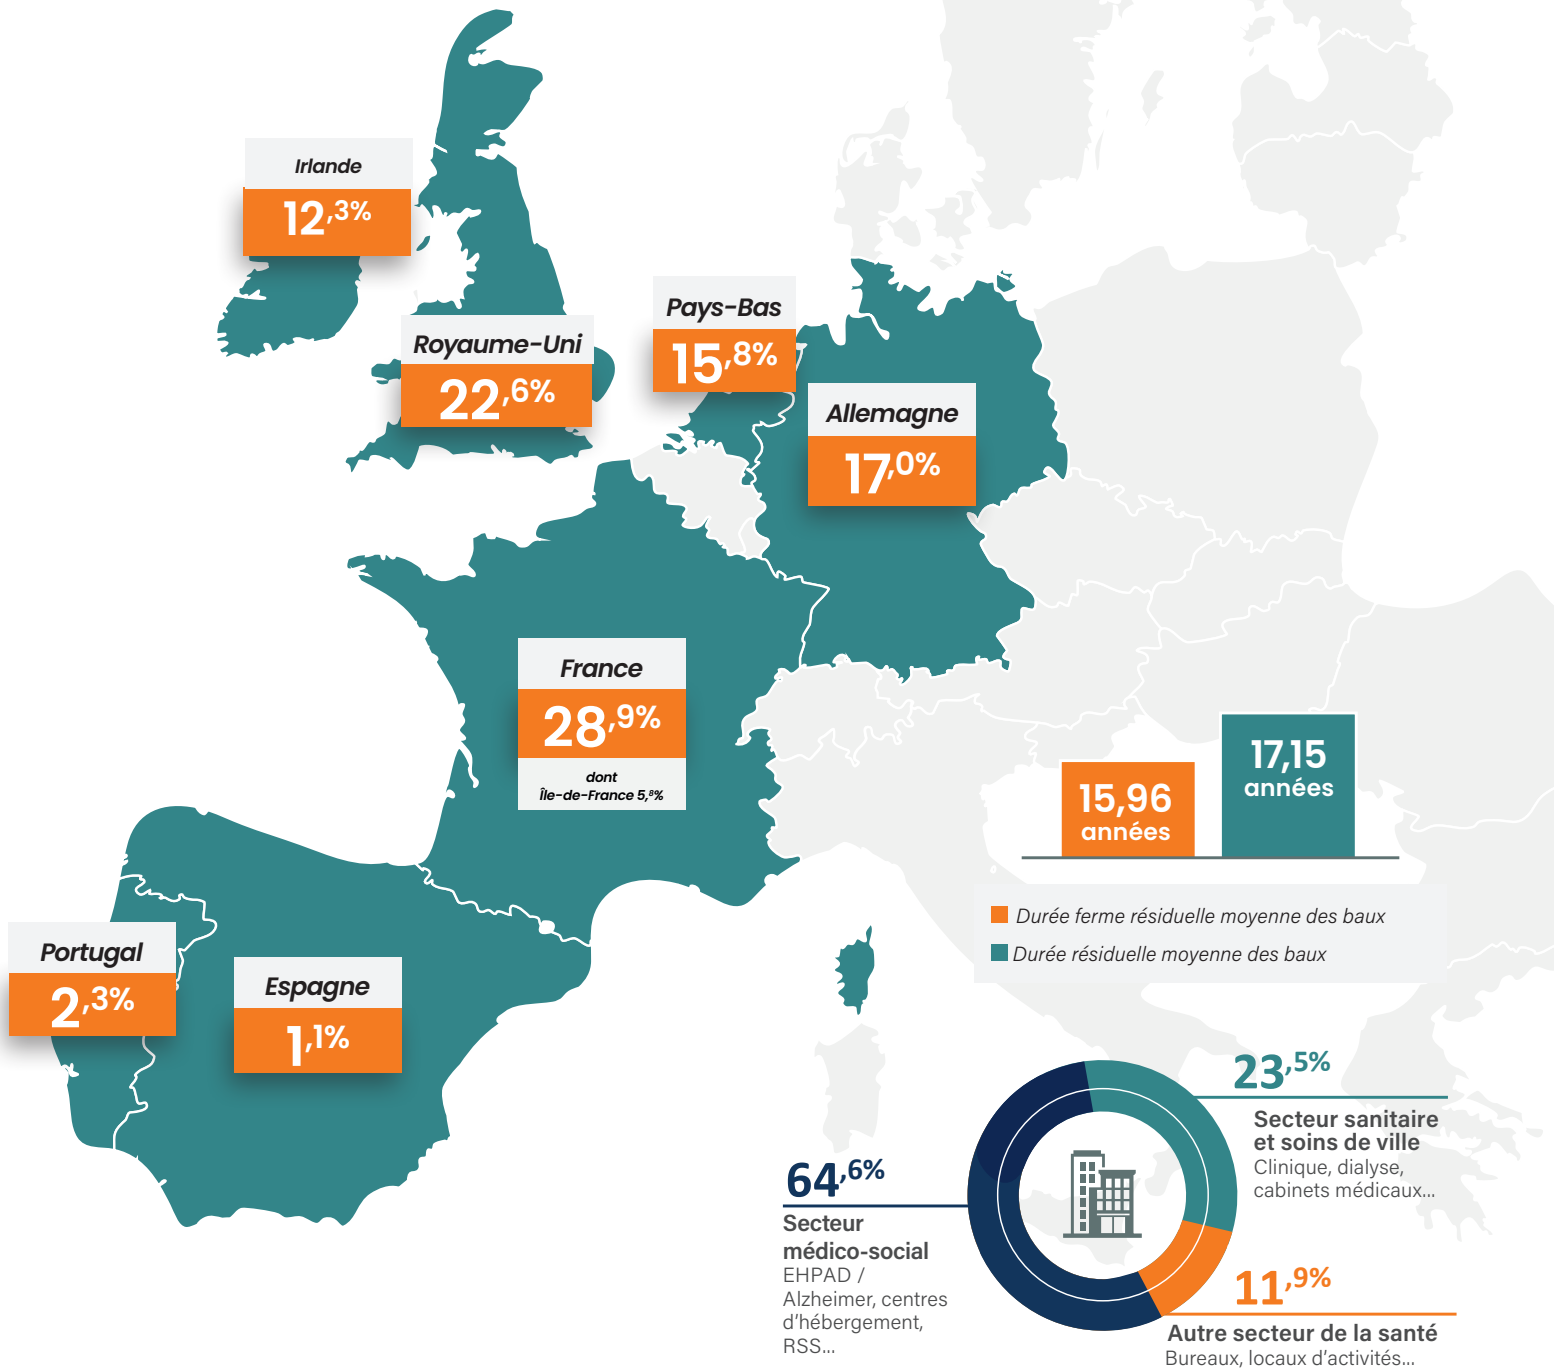 Irlande
12,3%
Royaume-Uni
22,6%
Pays-Bas
15,8%
Allemagne
17,0%
France
28,9%
dont
Île-de-France 5,8%
Portugal
2,3%
Espagne
1,1%
15,96
années
17,15
années
Durée ferme résiduelle moyenne des baux
Durée résiduelle moyenne des baux
23,5%
Secteur sanitaire
et soins de ville
Clinique, dialyse,
cabinets médicaux...
64,6%
Secteur
médico-social
EHPAD /
Alzheimer, centres
d'hébergement,
RSS...
11,9%
Autre secteur de la santé
Bureaux, locaux d'activités...